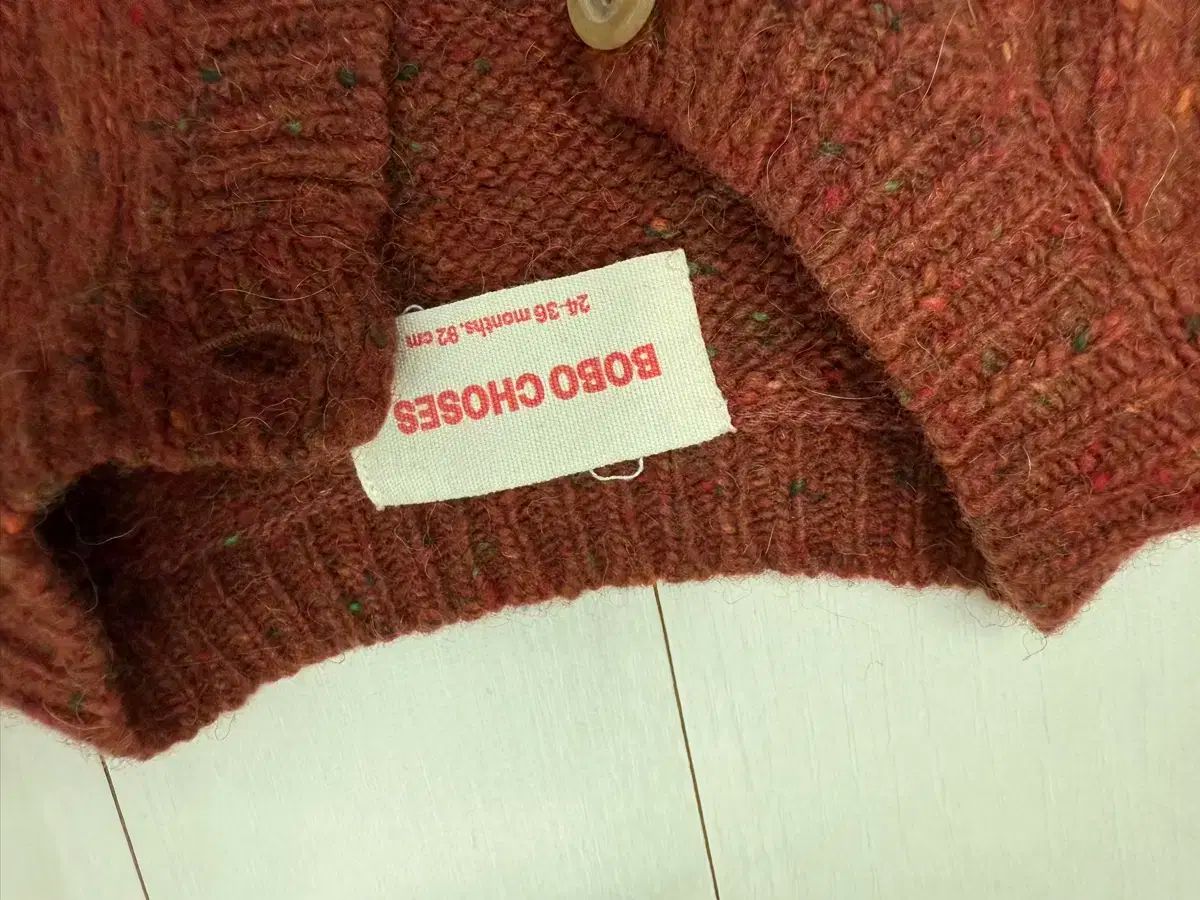 BOBO CHOSES
24-36 months, 92 cm